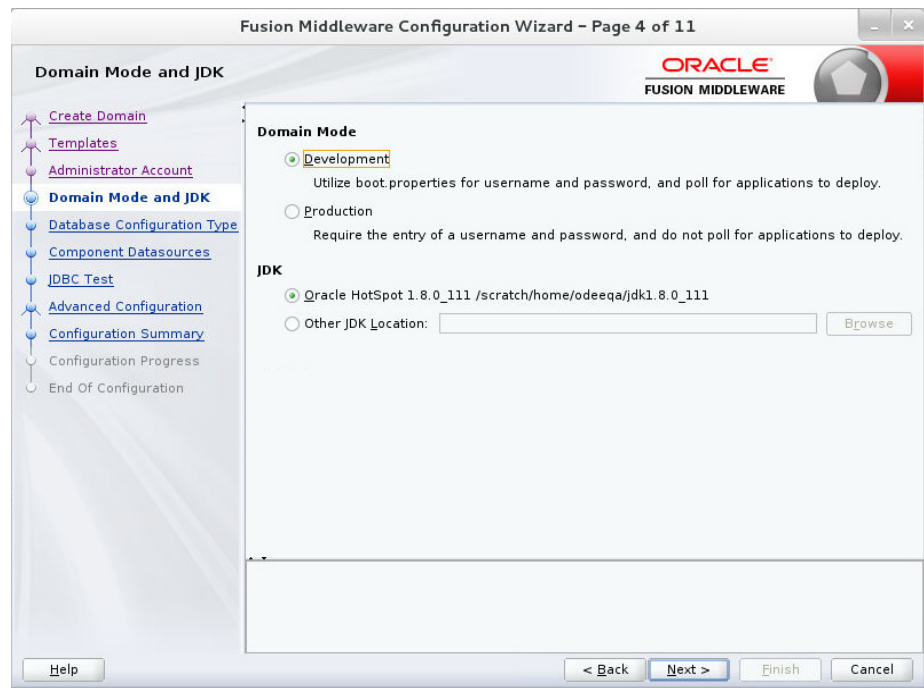 Fusion Middleware Configuration Wizard – Page 4 of 11
Domain Mode and JDK
ORACLE
FUSION MIDDLEWARE
Create Domain
Templates
Administrator Account
Domain Mode and JDK
Database Configuration Type
Component Datasources
JDBC Test
Advanced Configuration
Configuration Summary
Configuration Progress
End Of Configuration
Domain Mode
Development
Utilize boot.properties for username and password, and poll for applications to deploy.
Production
Require the entry of a username and password, and do not poll for applications to deploy.
JDK
Oracle HotSpot 1.8.0_111 /scratch/home/odeeqa/jdk1.8.0_111
Other JDK Location:
Browse
Help
< Back
Next >
Finish
Cancel